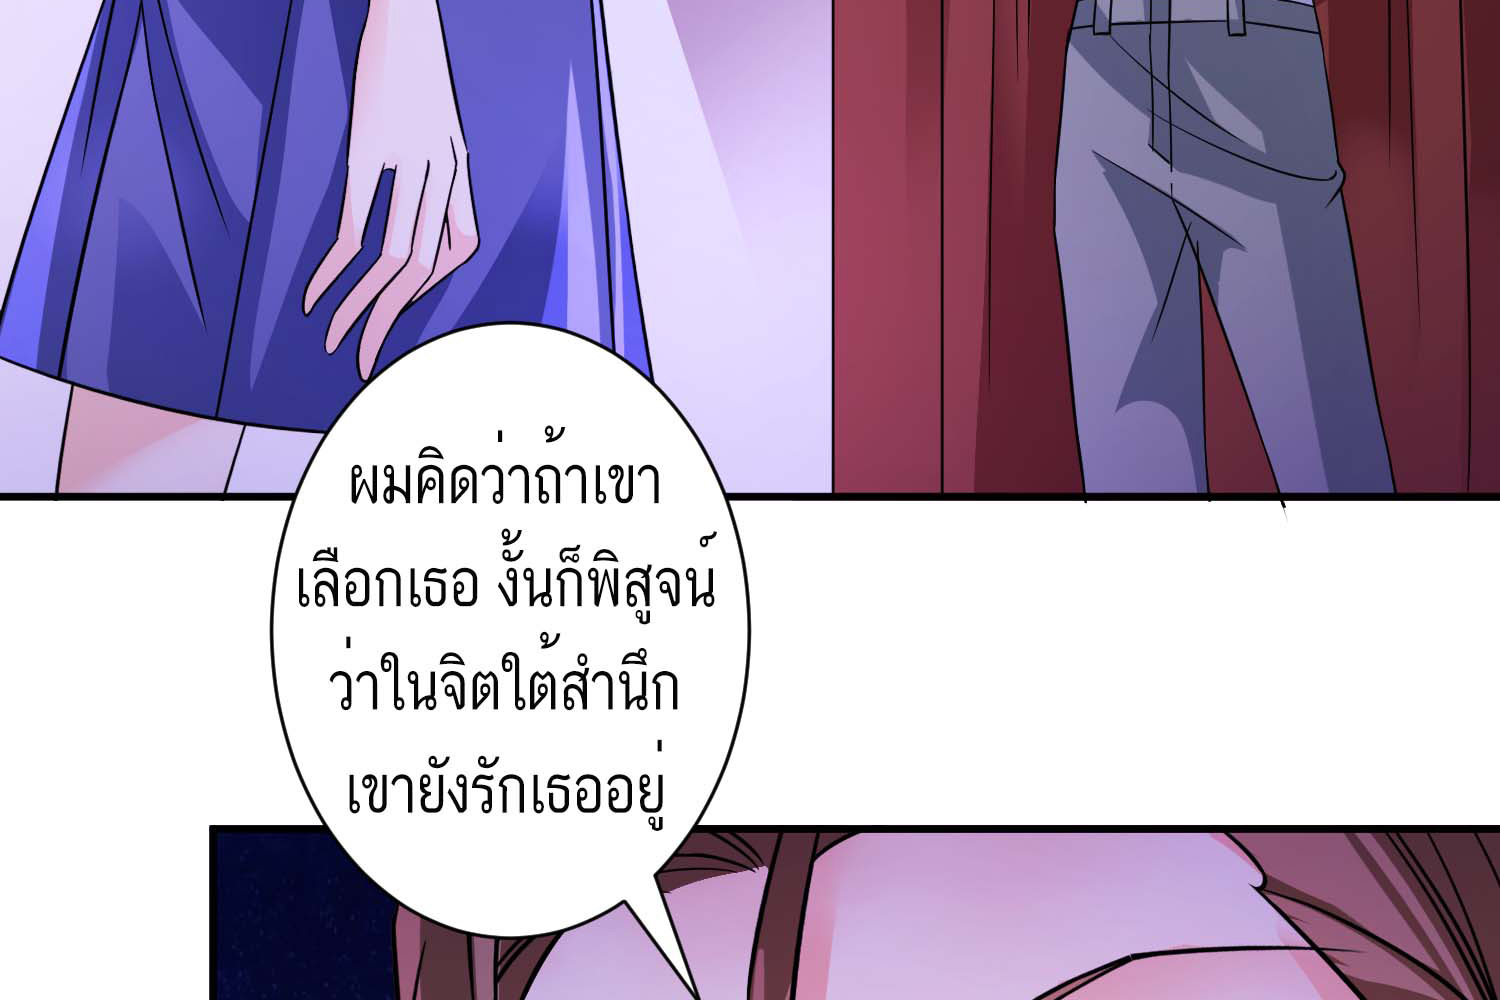 ผมคิดว่าถ้าเขา
เลือกเธอ งั้นก็พิสูจน์
ว่าในจิตใต้สำนึก
เขายังรักเธออยู่